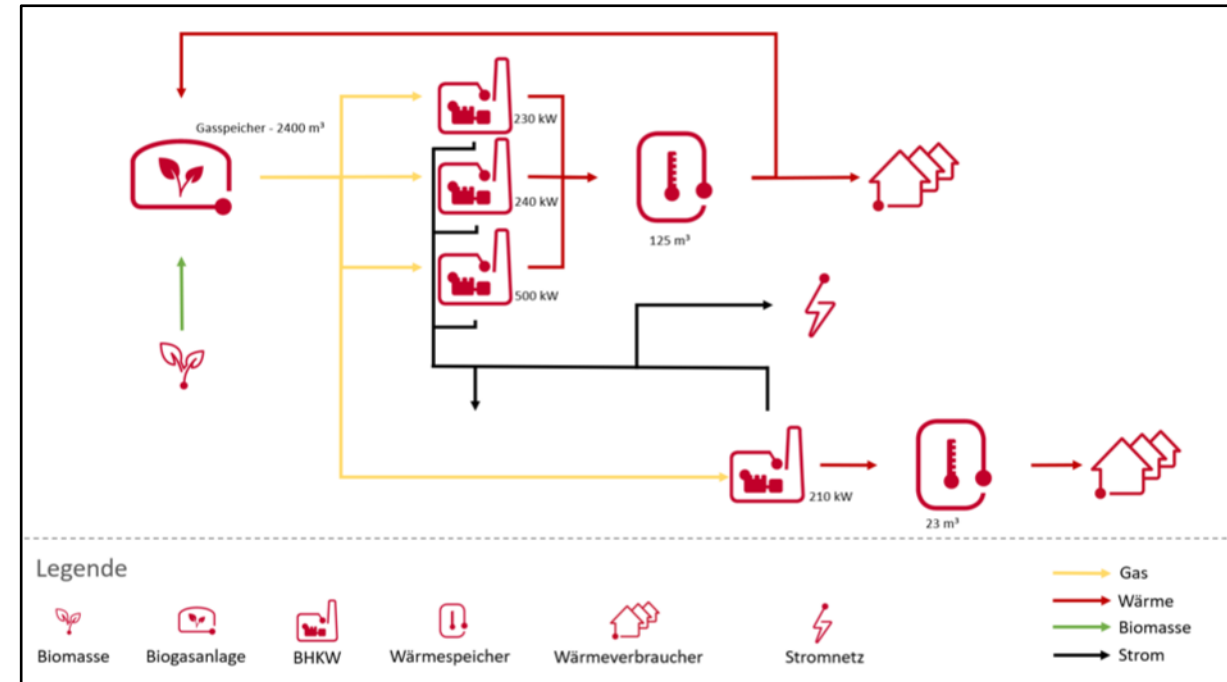 Gasspeicher - 2400 m³
230 kW
240 kW
500 kW
125 m³
210 kW
23 m³
Legende
Biomasse
Biogasanlage
BHKW
Wärmespeicher
Wärmeverbraucher
Stromnetz
Gas
Wärme
Biomasse
Strom